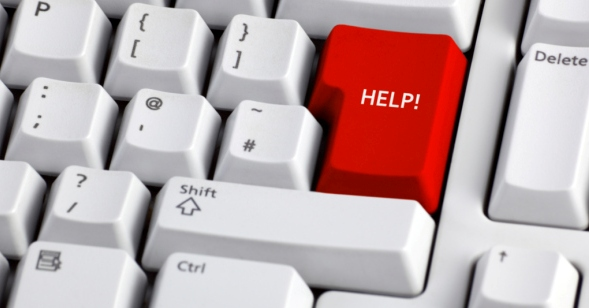 P
{
[
}
]
HELP!
Delete
:
;
@
'
~
#
?
/
Shift
Ctrl
↑